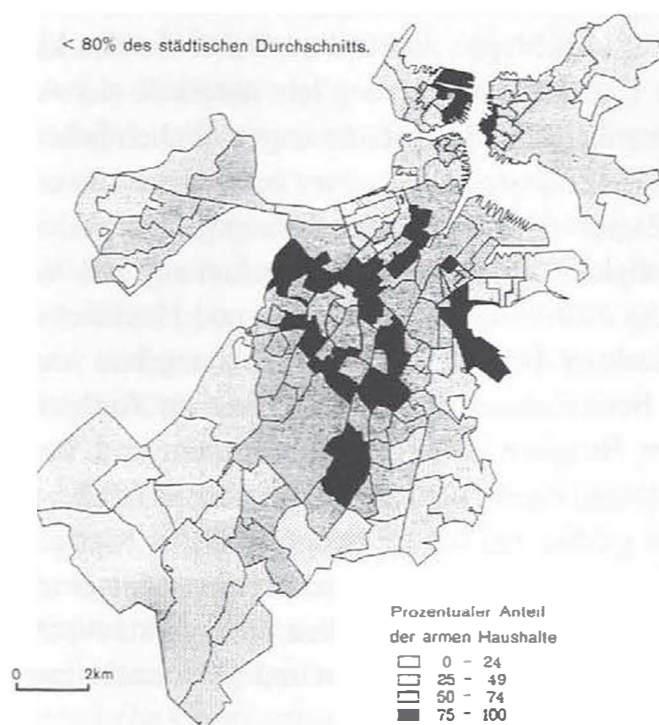 < 80% des städtischen Durchschnitts.
Prozentualer Anteil
der armen Haushalte
0 - 24
25 - 49
50 - 74
75 - 100
0 2km